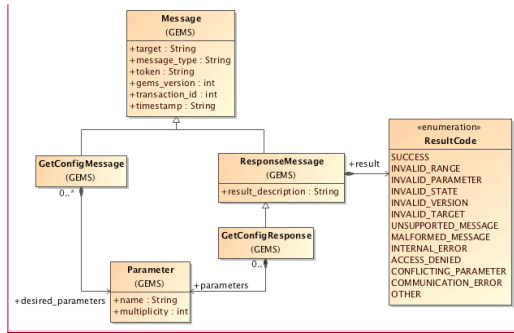 Message
(GEMS)
+target : String
+message_type : String
+token : String
+gems_version : int
+transaction_id : int
+timestamp : String
GetConfigMessage
(GEMS)
0..*
ResponseMessage
(GEMS)
+result_description : String
+result
«enumeration»
ResultCode
SUCCESS
INVALID_RANGE
INVALID_PARAMETER
INVALID_STATE
INVALID_VERSION
INVALID_TARGET
UNSUPPORTED_MESSAGE
MALFORMED_MESSAGE
INTERNAL_ERROR
ACCESS_DENIED
CONFLICTING_PARAMETER
COMMUNICATION_ERROR
OTHER
GetConfigResponse
(GEMS)
0..*
Parameter
(GEMS)
+name : String
+multiplicity : int
+desired_parameters
+parameters